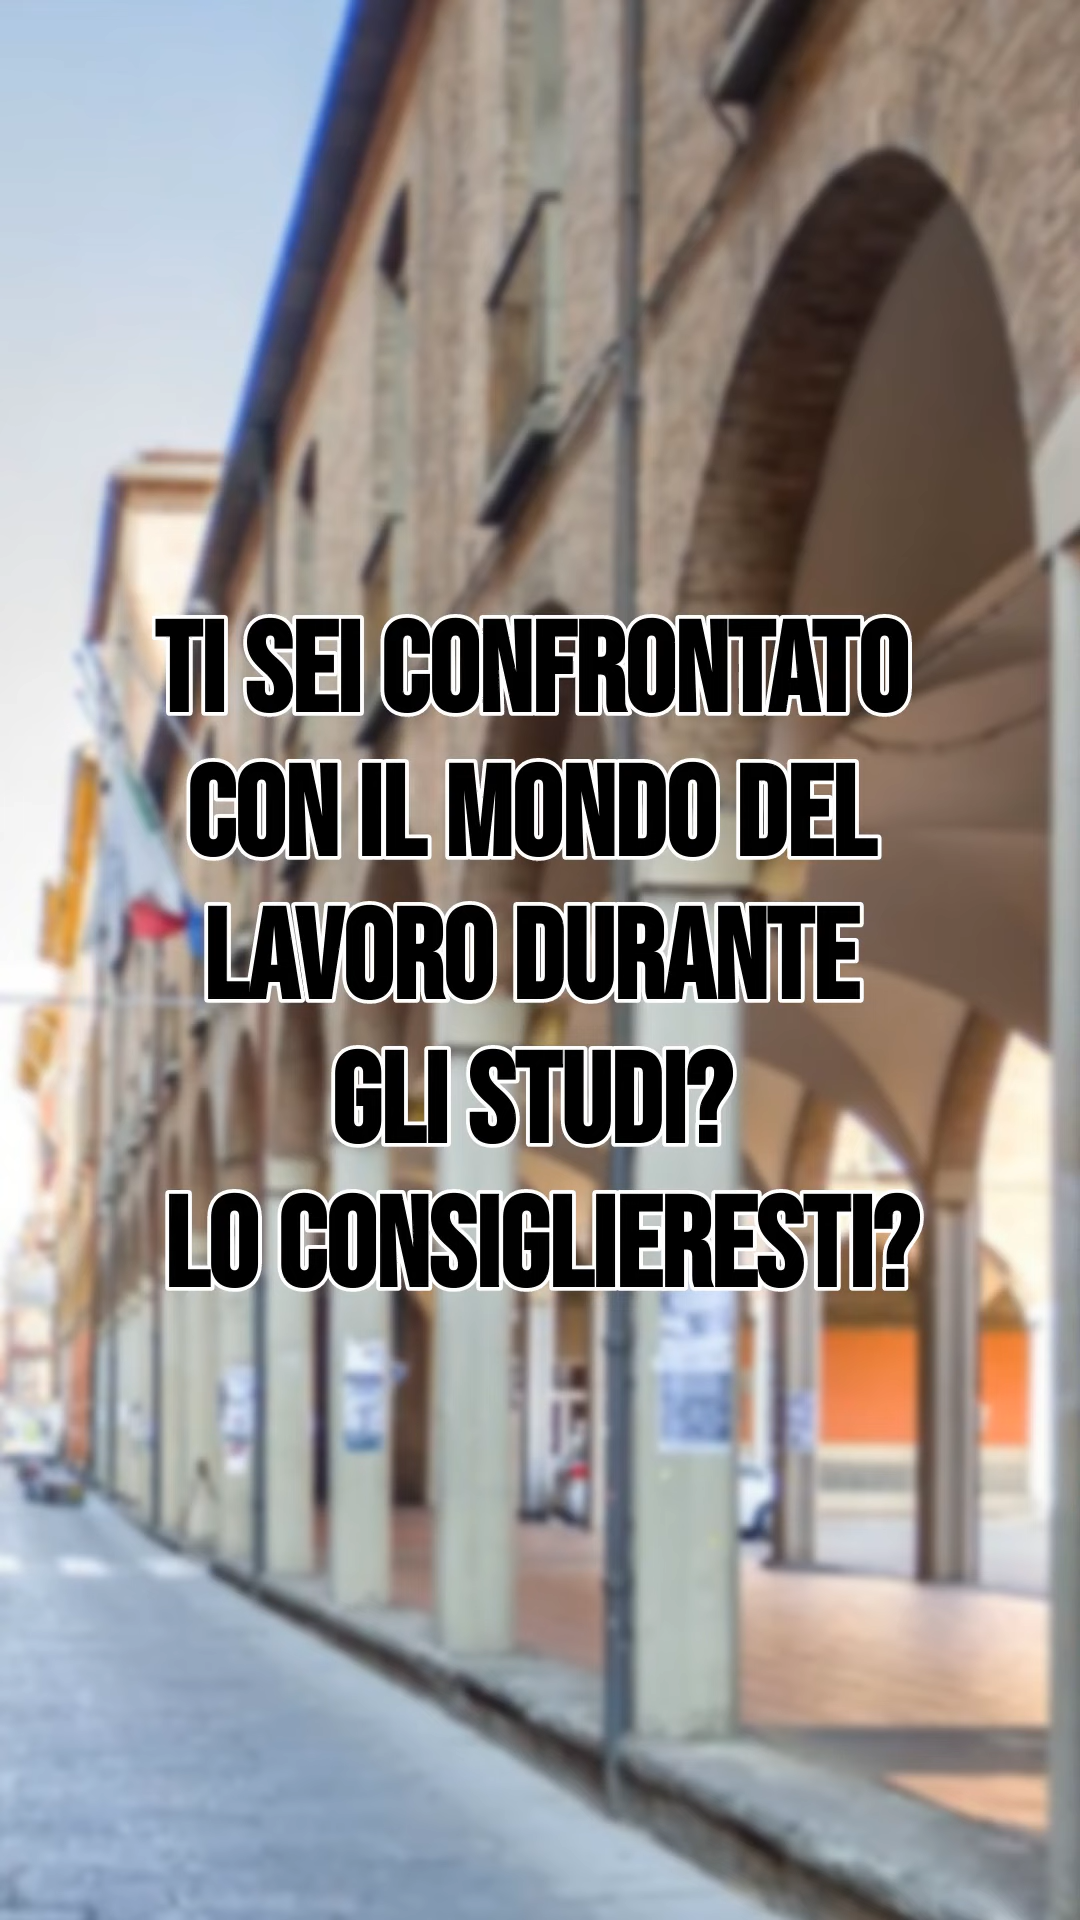 TI SEI CONFRONTATO
CON IL MONDO DEL
LAVORO DURANTE
GLI STUDI?
LO CONSIGLIERESTI?